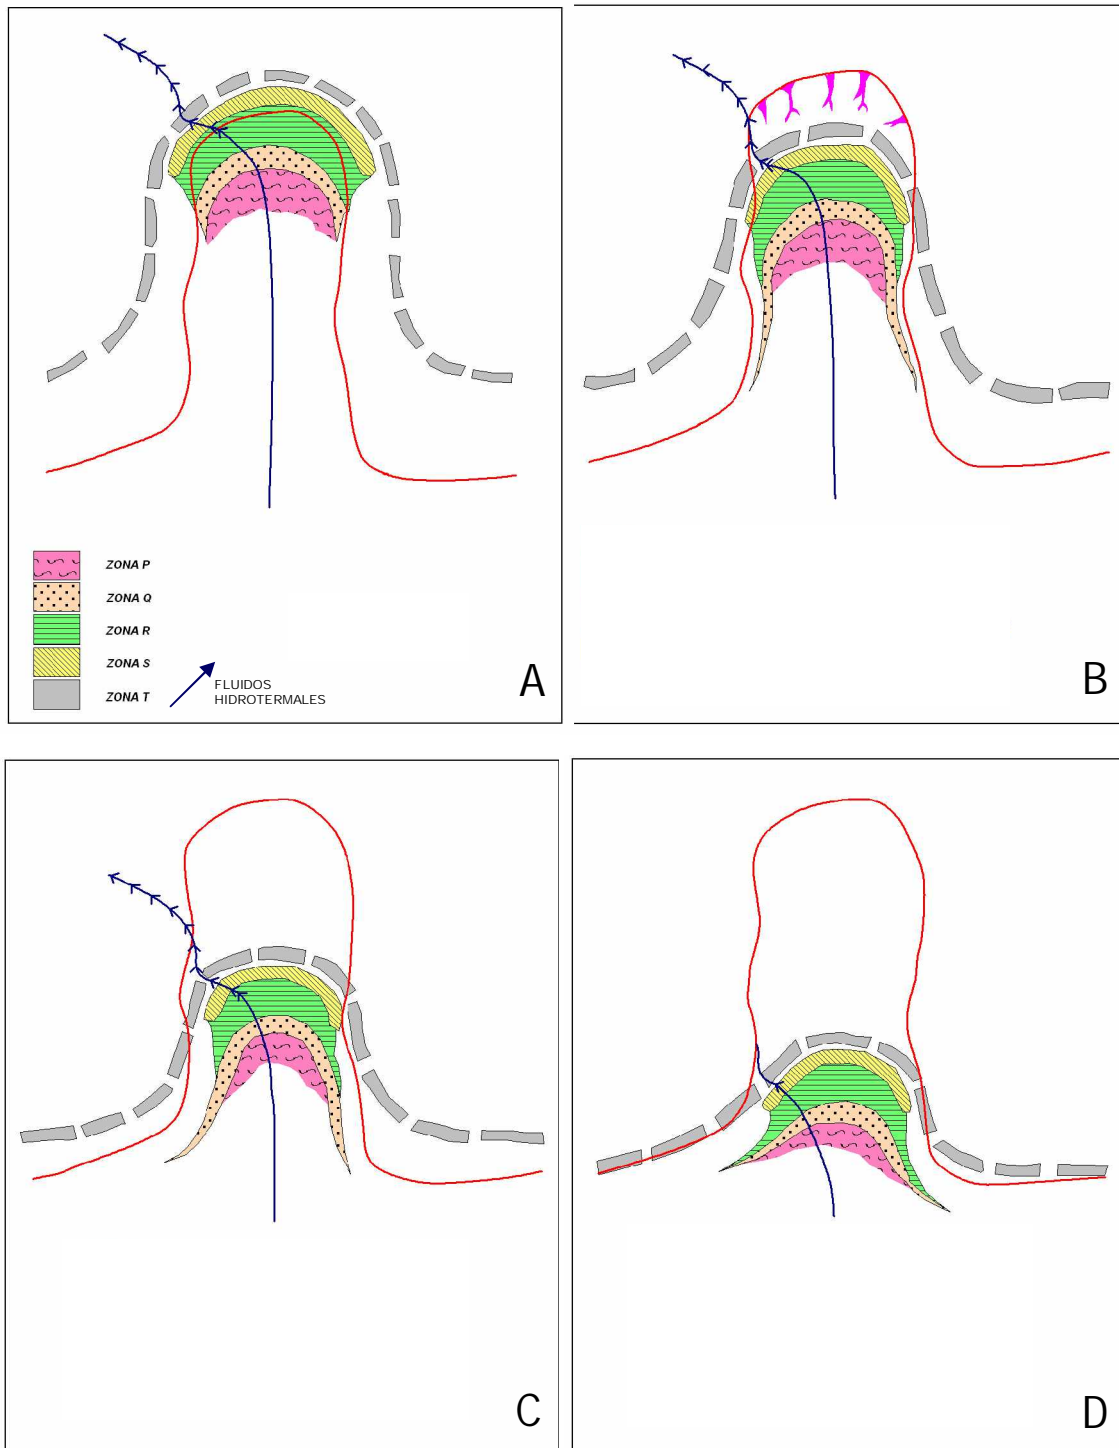 ZONA P
ZONA Q
ZONA R
ZONA S
ZONA T
FLUIDOS
HIDROTERMALES
A
B
C
D